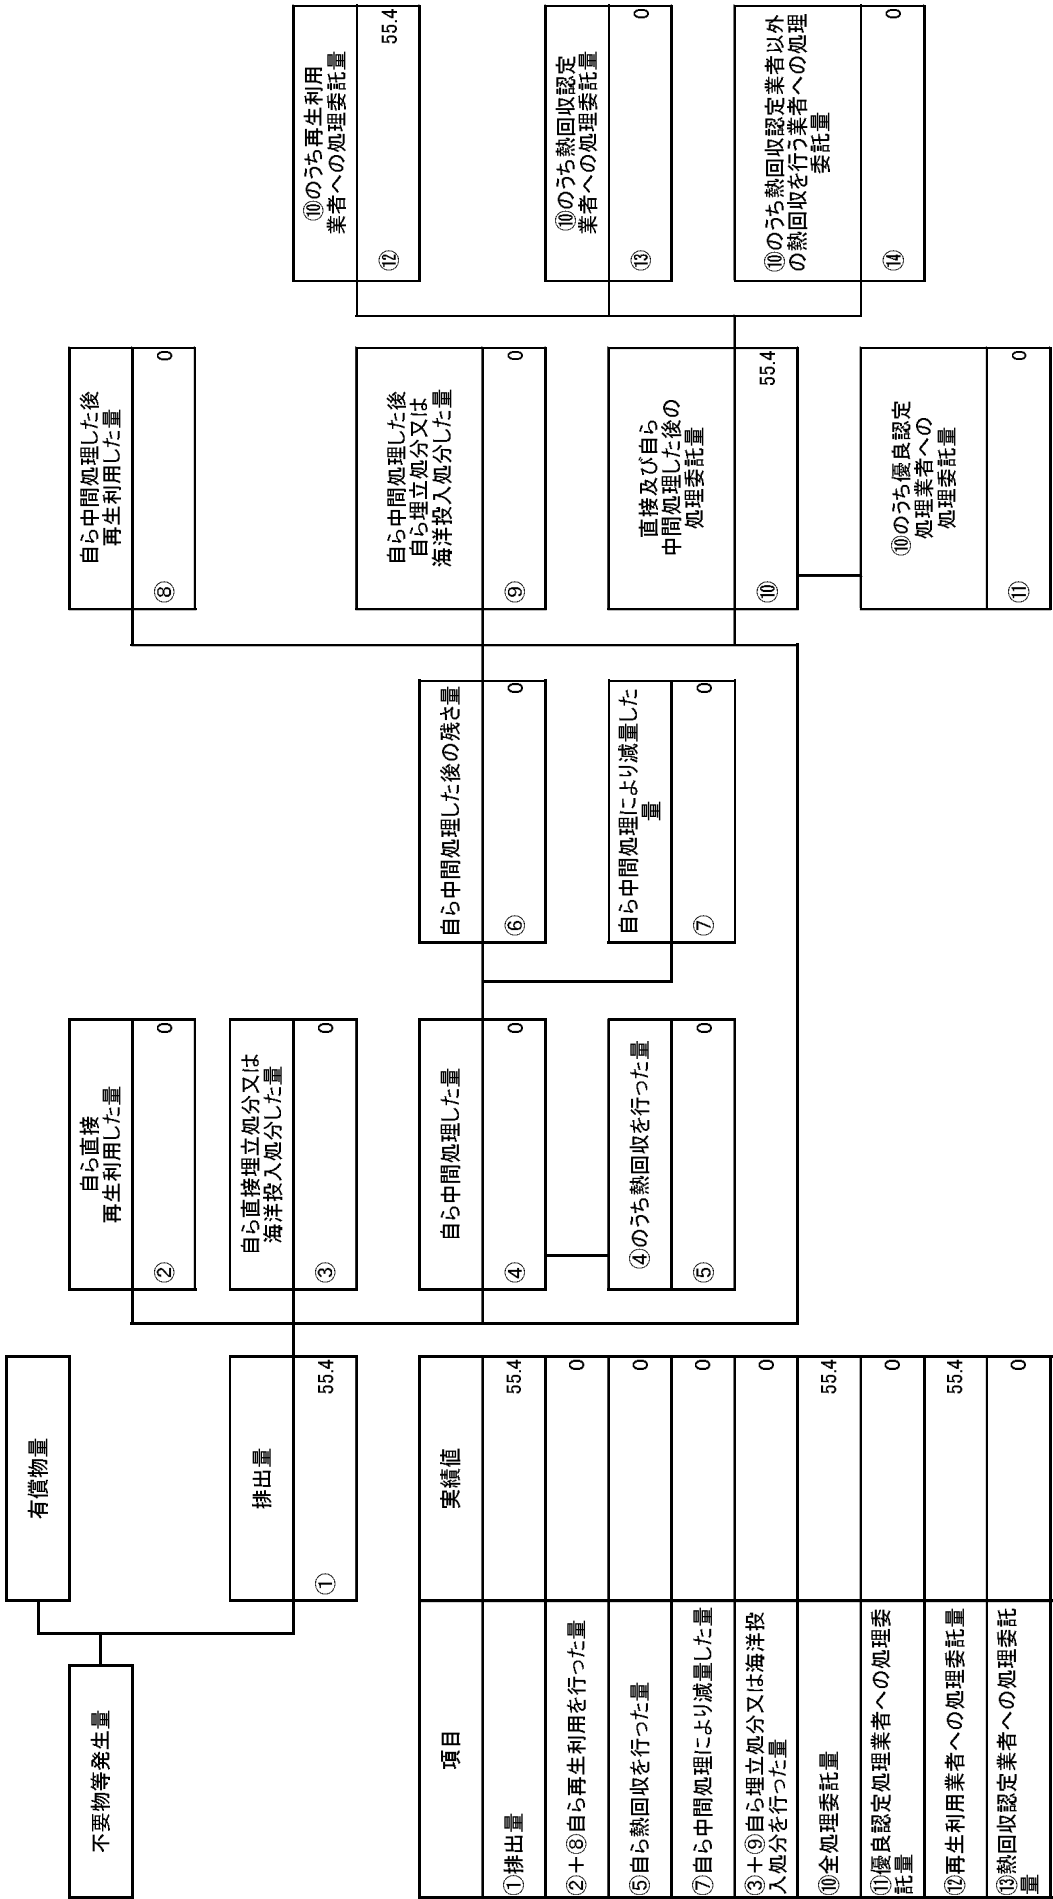 不要物等発生量
有償物量
排出量
① 55.4
自ら直接
再生利用した量
② 0
自ら直接埋立処分又は
海洋投入処分した量
③ 0
自ら中間処理した量
④ 0
④のうち熱回収を行った量
⑤ 0
自ら中間処理した後の残さ量
⑥ 0
自ら中間処理により減量した
量
⑦ 0
自ら中間処理した後
再生利用した量
⑧ 0
自ら中間処理した後
自ら埋立処分又は
海洋投入処分した量
⑨ 0
直接及び自ら
中間処理した後の
処理委託量
⑩ 55.4
⑩のうち優良認定
処理業者への
処理委託量
⑪ 0
⑩のうち再生利用
業者への処理委託量
⑫ 55.4
⑩のうち熱回収認定
業者への処理委託量
⑬ 0
⑩のうち熱回収認定業者以外
の熱回収を行う業者への処理
委託量
⑭ 0
項目 実績値
①排出量 55.4
②＋⑧自ら再生利用を行った量 0
⑤自ら熱回収を行った量 0
⑦自ら中間処理により減量した量 0
③＋⑨自ら埋立処分又は海洋投
入処分を行った量 0
⑩全処理委託量 55.4
⑪優良認定処理業者への処理委
託量 0
⑫再生利用業者への処理委託量 55.4
⑬熱回収認定業者への処理委託
量 0